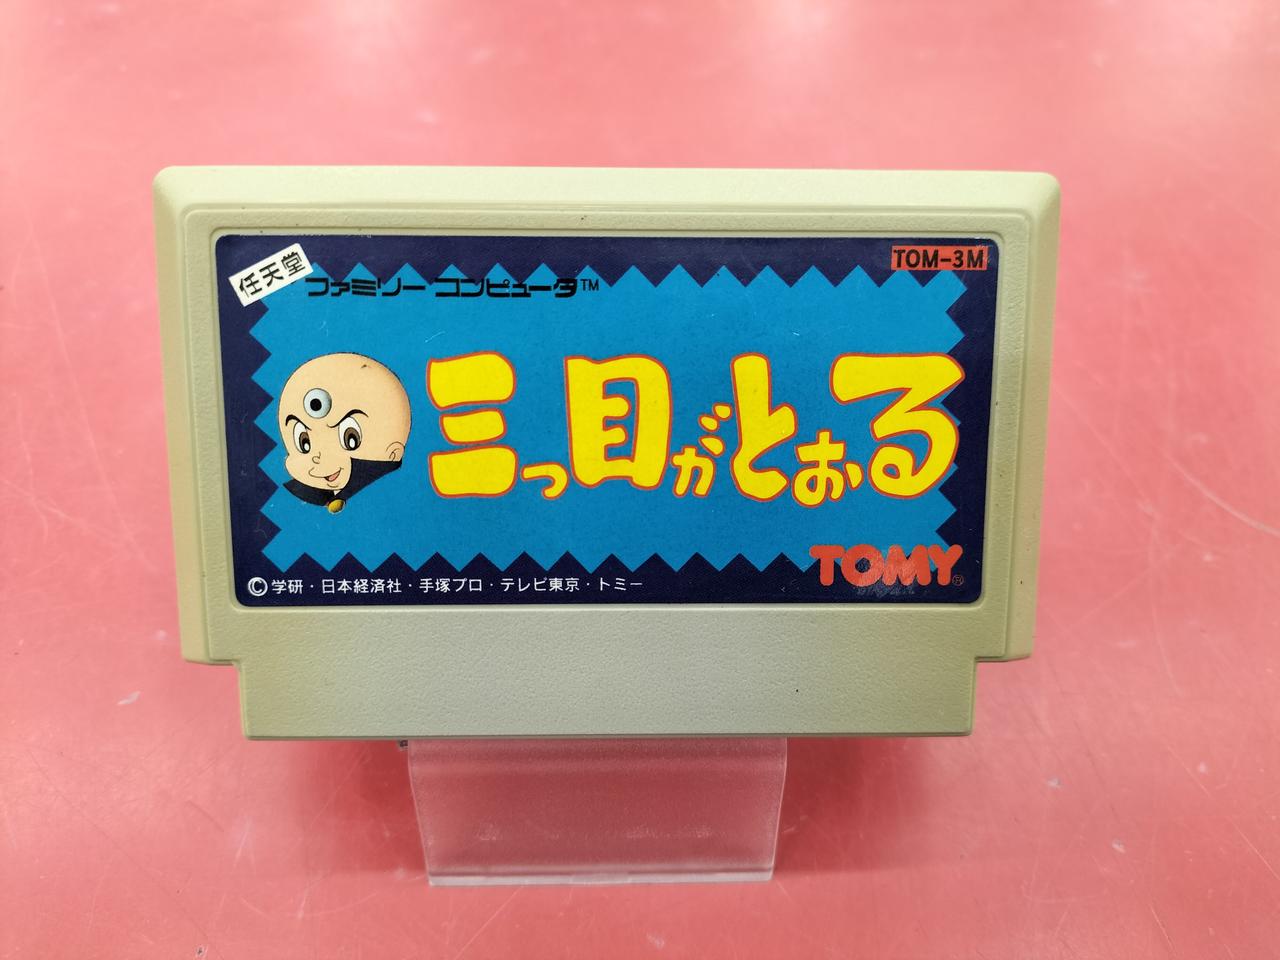 任天堂
ファミリーコンピュータ™
TOM-3M
三つ目がとおる
TOMY®
©学研・日本経済社・手塚プロ・テレビ東京・トミー